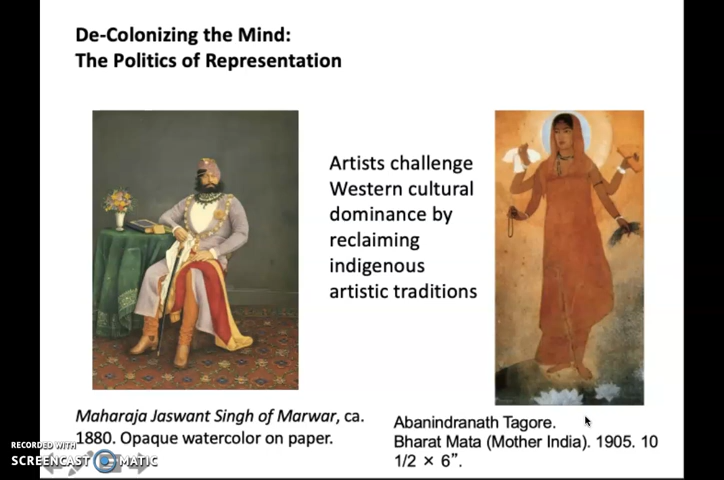 De-Colonizing the Mind:
The Politics of Representation
Artists challenge
Western cultural
dominance by
reclaiming
indigenous
artistic traditions
Maharaja Jaswant Singh of Marwar, ca.
1880. Opaque watercolor on paper.
Abanindranath Tagore.
Bharat Mata (Mother India). 1905. 10
1/2 × 6”.
RECORDED WITH
SCREENCAST MATIC